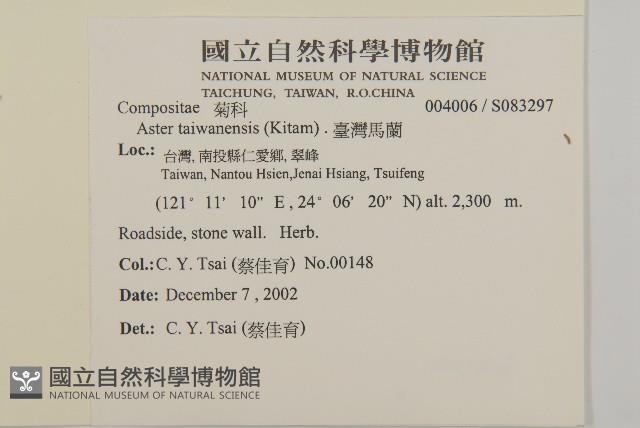 國立自然科學博物館
NATIONAL MUSEUM OF NATURAL SCIENCE
TAICHUNG, TAIWAN, R.O.CHINA
Compositae 菊科 004006 / S083297
Aster taiwanensis (Kitam) . 臺灣馬蘭
Loc.: 台灣, 南投縣仁愛鄉, 翠峰
Taiwan, Nantou Hsien,Jenai Hsiang, Tsuifeng
(121° 11' 10" E , 24° 06' 20" N) alt. 2,300 m.
Roadside, stone wall. Herb.
Col.: C. Y. Tsai (蔡佳育) No.00148
Date: December 7 , 2002
Det.: C. Y. Tsai (蔡佳育)
國立自然科學博物館
NATIONAL MUSEUM OF NATURAL SCIENCE